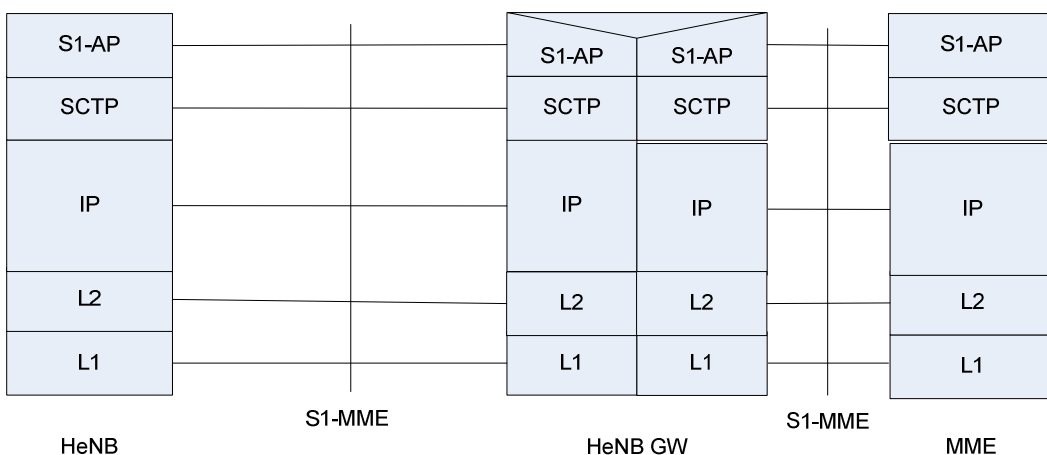 S1-AP
S1-AP S1-AP
S1-AP
SCTP
SCTP SCTP
SCTP
IP
IP IP
IP
L2
L2 L2
L2
L1
L1 L1
L1
S1-MME
S1-MME
HeNB
HeNB GW
MME